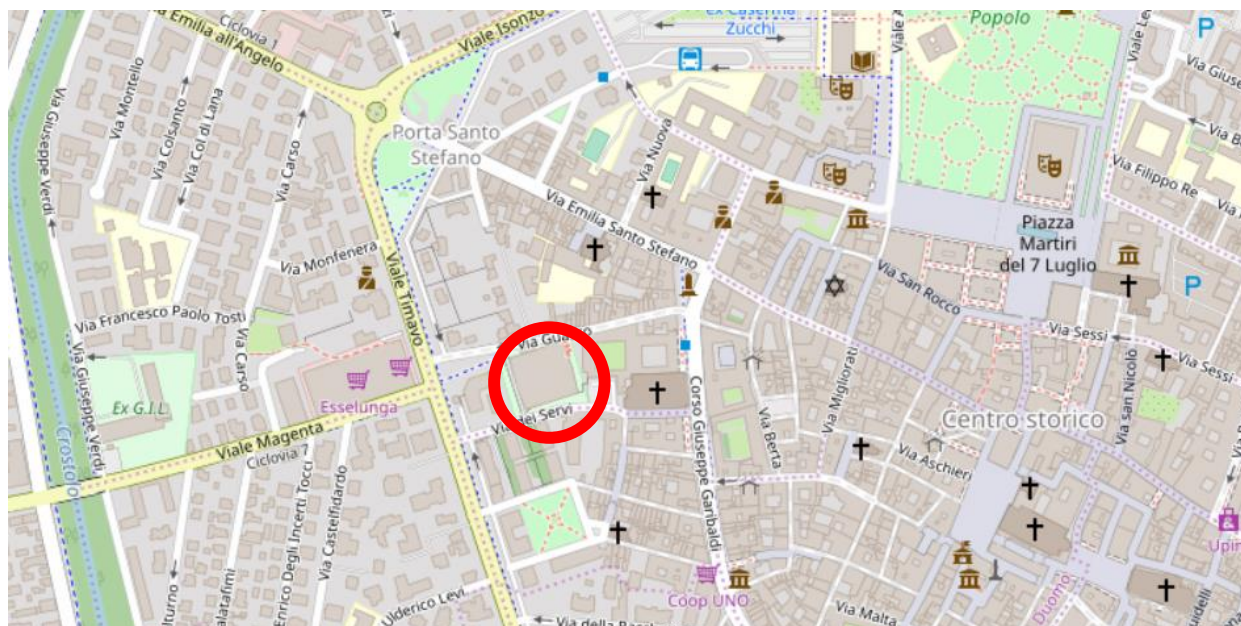 Via Emilia all'Angelo
Ciclovia 1
Viale Isonzo
Ex Caserma
Zucchi
Popolo
P
Via Montello
Via Colsanto
Via Col di Lana
Via Carso
Via Giuseppe Verdi
Porta Santo
Stefano
Via Nuova
Via Filippo Re
Via Emilia Santo Stefano
Piazza
Martiri
del 7 Luglio
Via Monfenera
Viale Timavo
Via San Rocco
P
Via Francesco Paolo Tosti
Via Carso
Via Sessi
Via Sessi
Via Giuseppe Verdi
Ex G.I.L.
Esselunga
Via dei Servi
Corso Giuseppe Garibaldi
Via Berta
Via Migliorati
Via san Nicolò
Centro storico
Viale Magenta
Ciclovia 7
Crostolo
Via Aschieri
Enrico Degli Incerti Tocci
Via Castelfidardo
Ulderico Levi
Coop UNO
Via Malta
Duomo